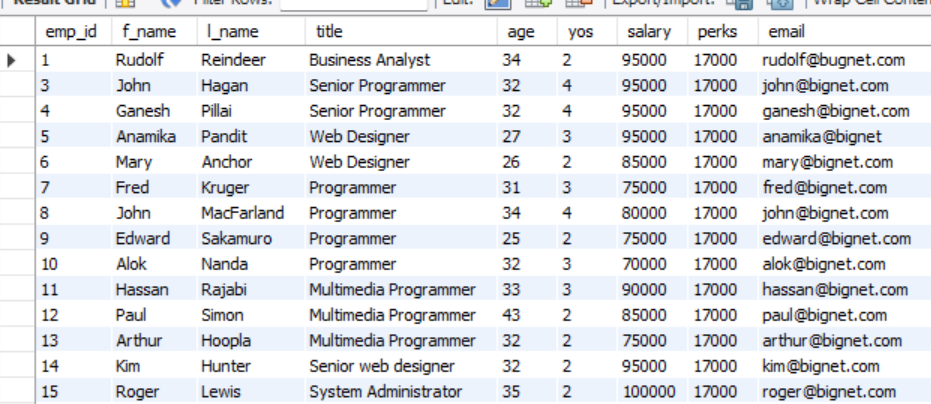 Result Grid Filter Rows: Edit: Export/Import: Wrap Cell Conten
emp_id f_name l_name title age yos salary perks email
1 Rudolf Reindeer Business Analyst 34 2 95000 17000 rudolf@bugnet.com
3 John Hagan Senior Programmer 32 4 95000 17000 john@bignet.com
4 Ganesh Pillai Senior Programmer 32 4 95000 17000 ganesh@bignet.com
5 Anamika Pandit Web Designer 27 3 95000 17000 anamika@bignet
6 Mary Anchor Web Designer 26 2 85000 17000 mary@bignet.com
7 Fred Kruger Programmer 31 3 75000 17000 fred@bignet.com
8 John MacFarland Programmer 34 4 80000 17000 john@bignet.com
9 Edward Sakamuro Programmer 25 2 75000 17000 edward@bignet.com
10 Alok Nanda Programmer 32 3 70000 17000 alok@bignet.com
11 Hassan Rajabi Multimedia Programmer 33 3 90000 17000 hassan@bignet.com
12 Paul Simon Multimedia Programmer 43 2 85000 17000 paul@bignet.com
13 Arthur Hoopla Multimedia Programmer 32 2 75000 17000 arthur@bignet.com
14 Kim Hunter Senior web designer 32 2 95000 17000 kim@bignet.com
15 Roger Lewis System Administrator 35 2 100000 17000 roger@bignet.com